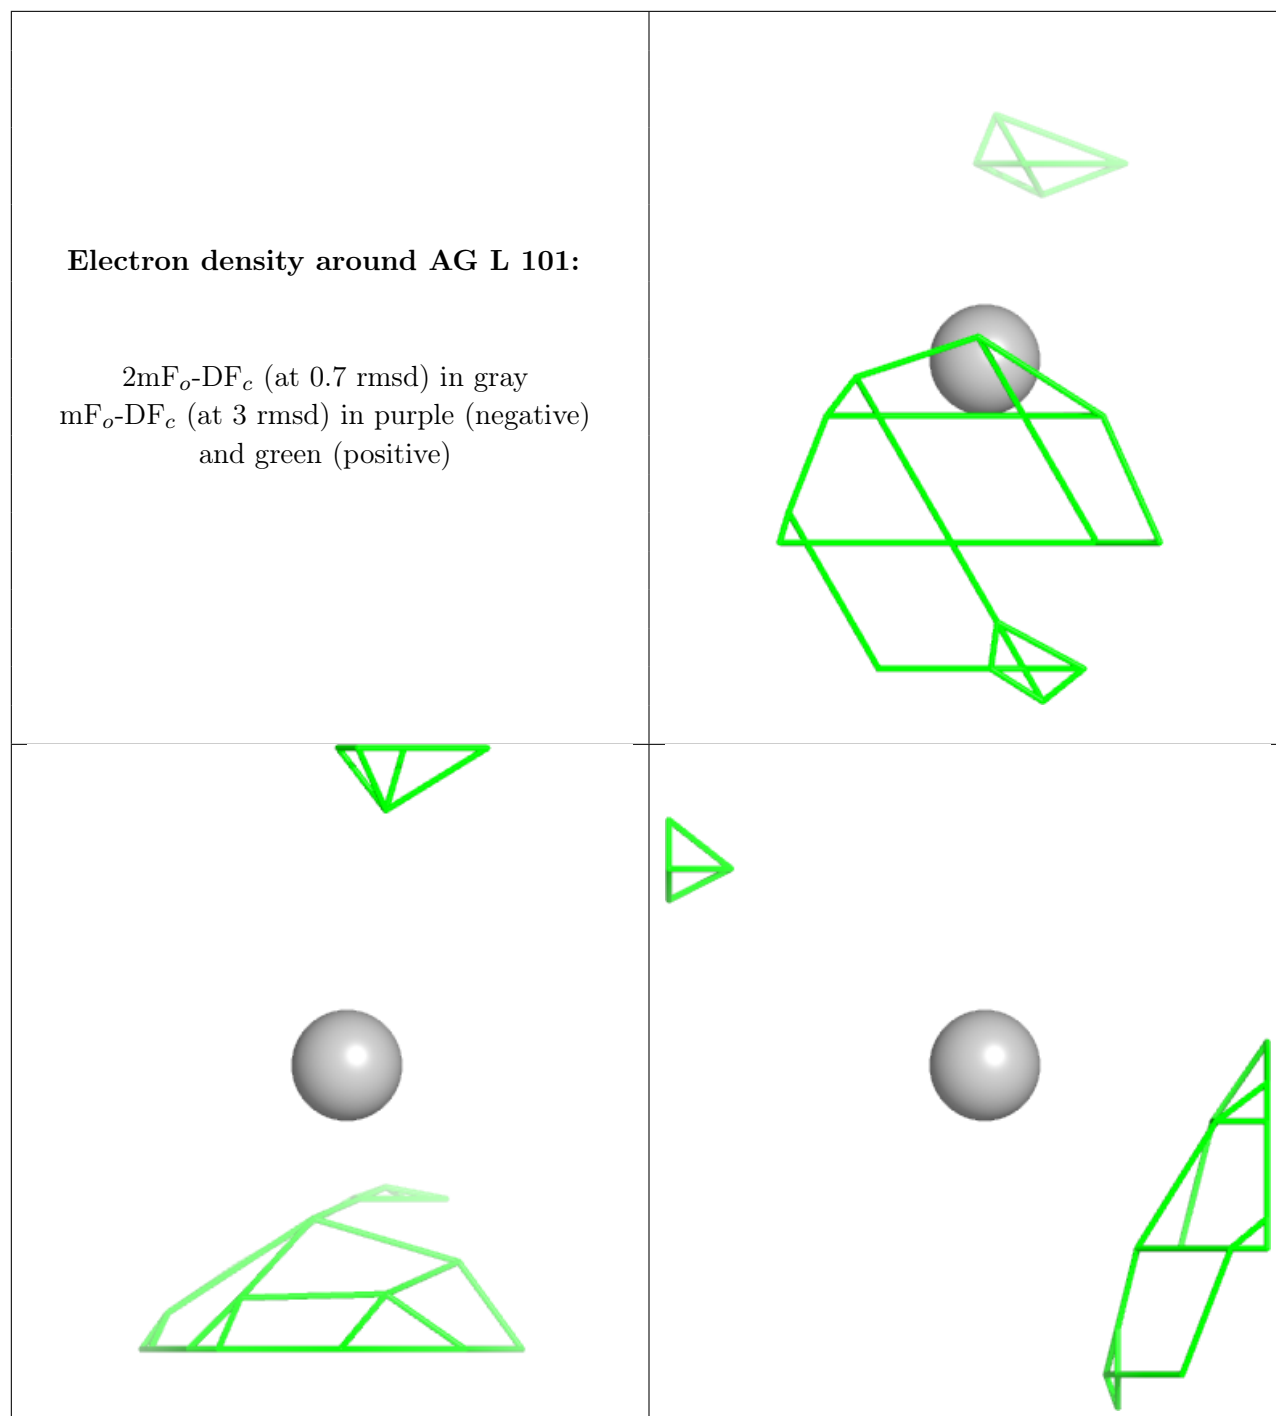 Electron density around AG L 101:
2mFo-DFc (at 0.7 rmsd) in gray
mFo-DFc (at 3 rmsd) in purple (negative)
and green (positive)